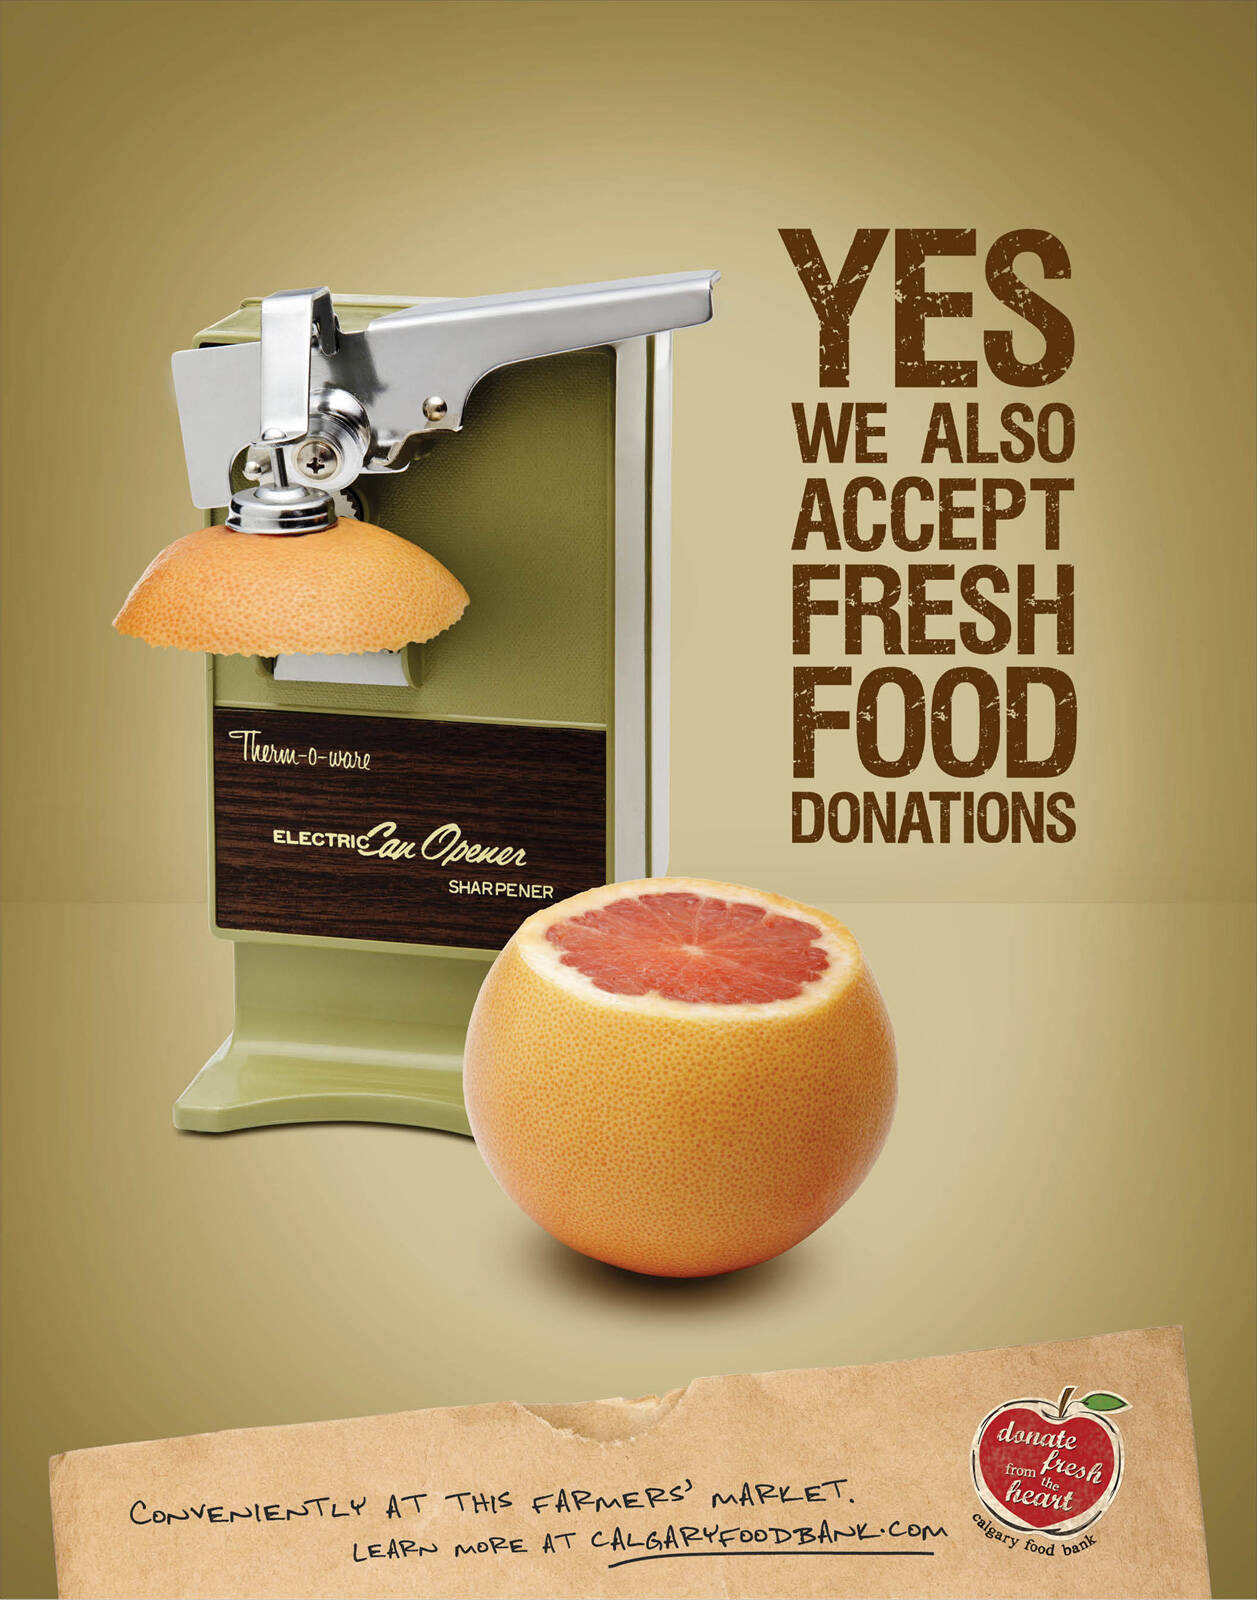 YES
WE ALSO
ACCEPT
FRESH
FOOD
DONATIONS
Therm-o-ware
ELECTRIC Can Opener
SHARPENER
CONVENIENTLY AT THIS FARMERS' MARKET.
LEARN MORE AT CALGARYFOODBANK.COM
donate
from fresh
the
heart
calgary food bank